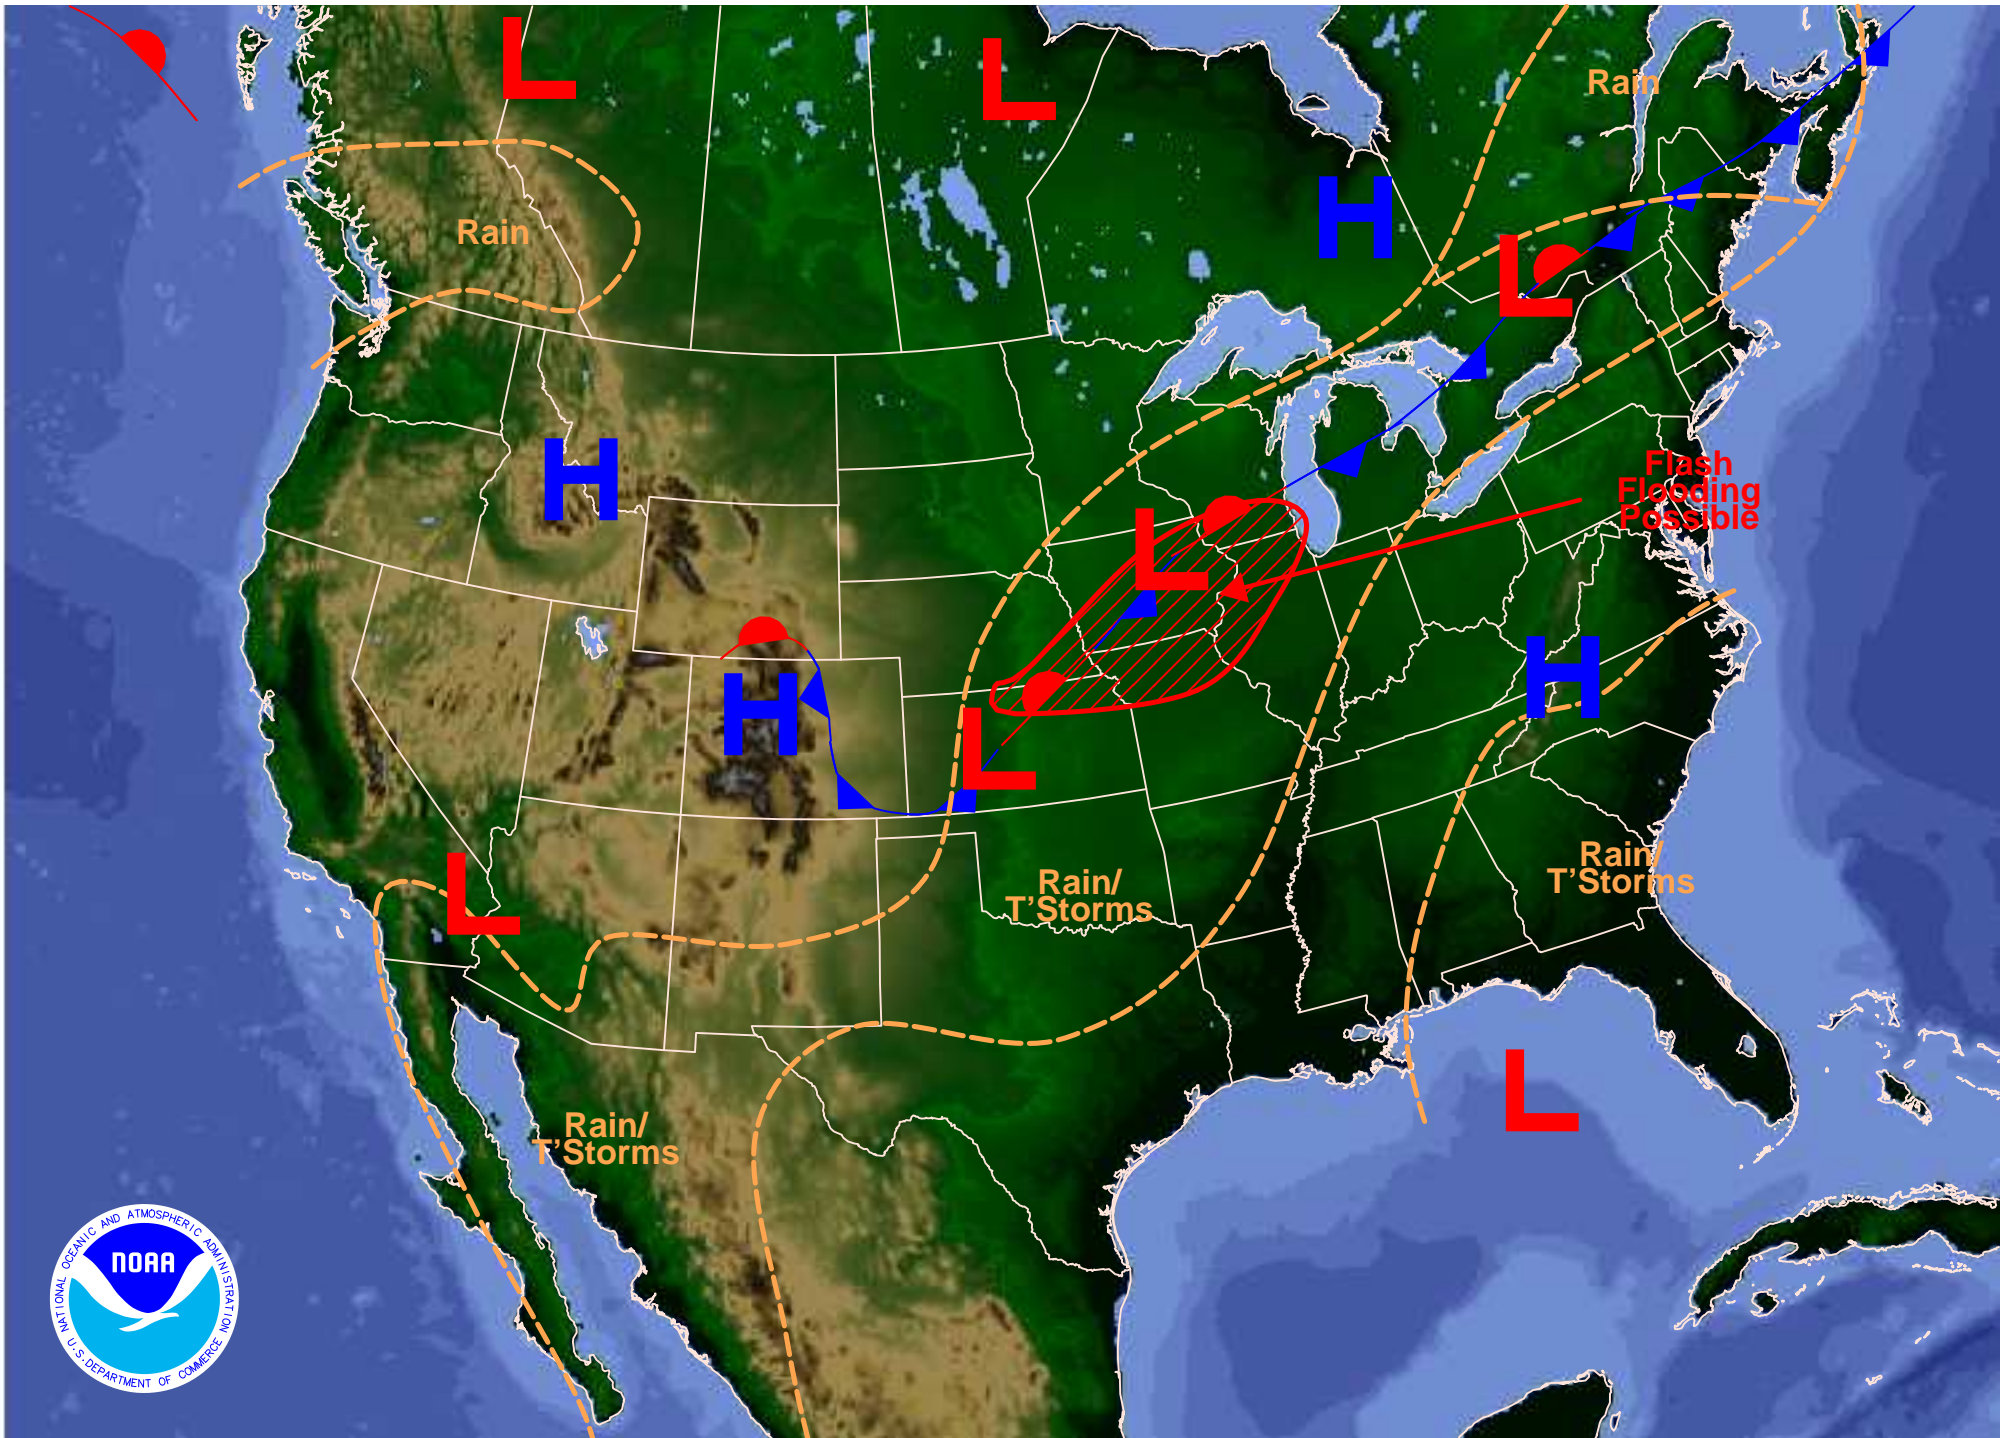 L
L
Rain
H
Rain
L
H
Flash
Flooding
Possible
L
H
H
L
L
Rain/
T'Storms
Rain/
T'Storms
L
Rain/
T'Storms
NATIONAL OCEANIC AND ATMOSPHERIC ADMINISTRATION
NOAA
U.S. DEPARTMENT OF COMMERCE